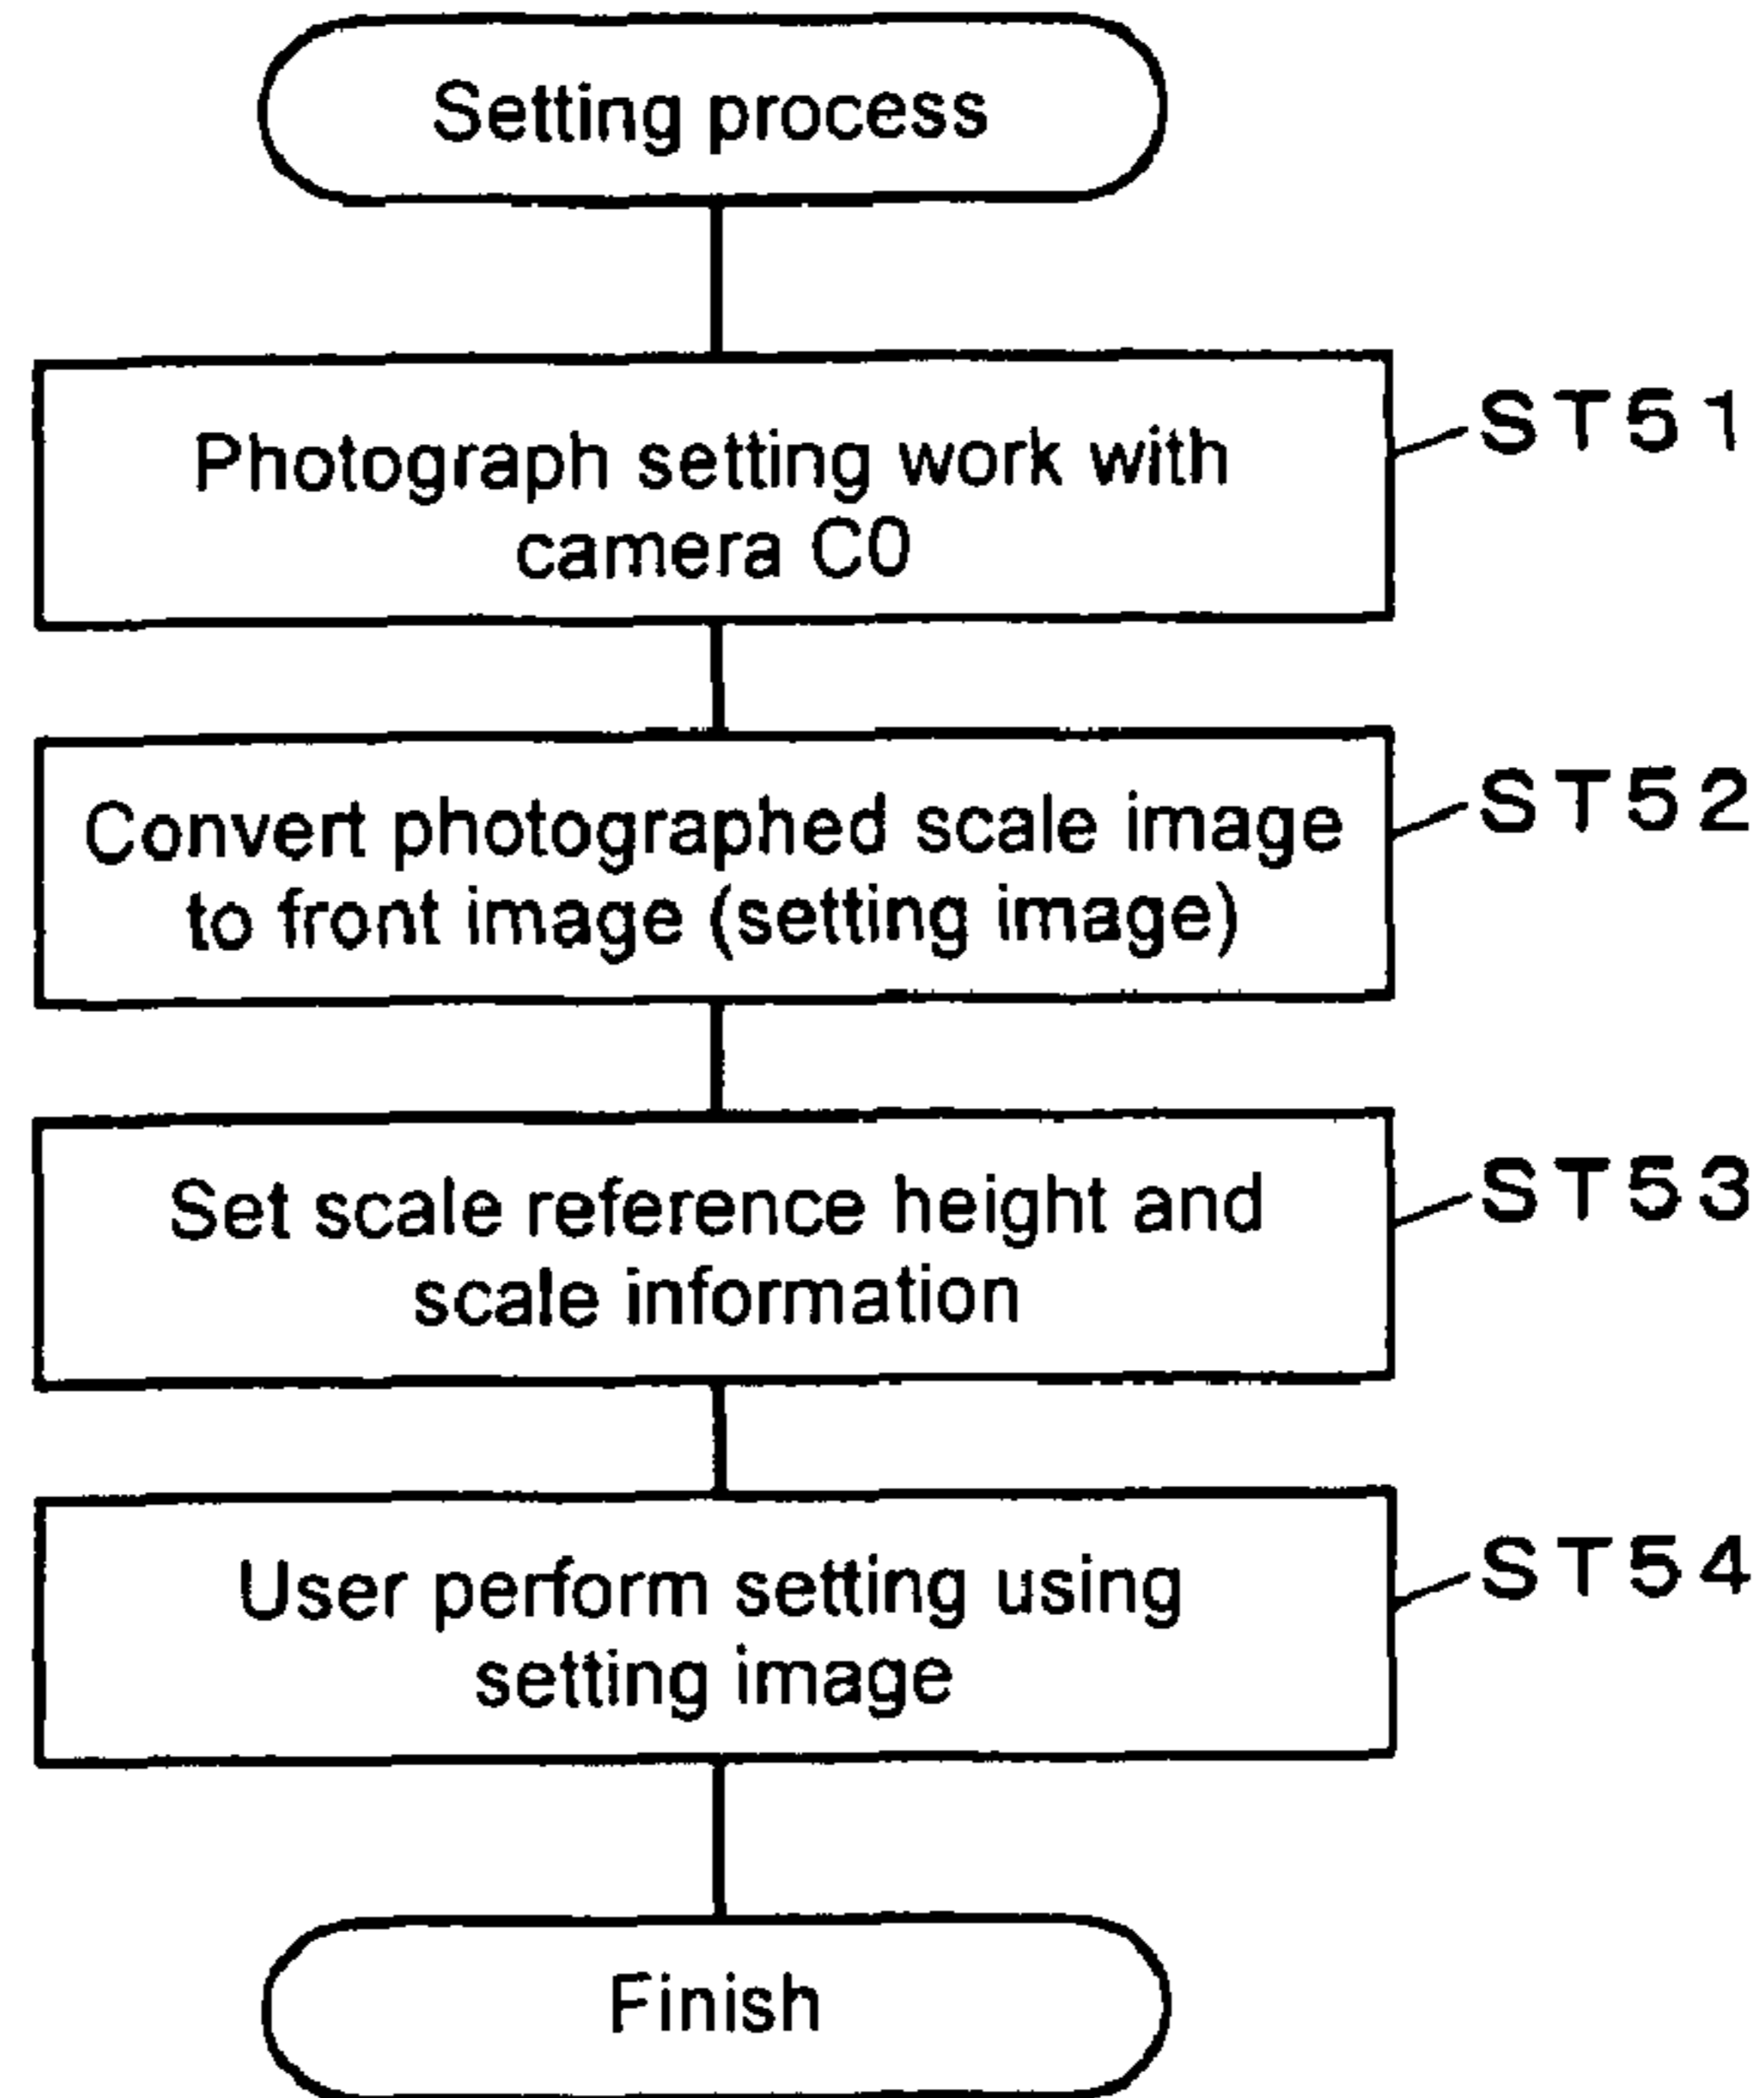 Setting process
Photograph setting work with
camera C0
ST51
Convert photographed scale image
to front image (setting image)
ST52
Set scale reference height and
scale information
ST53
User perform setting using
setting image
ST54
Finish